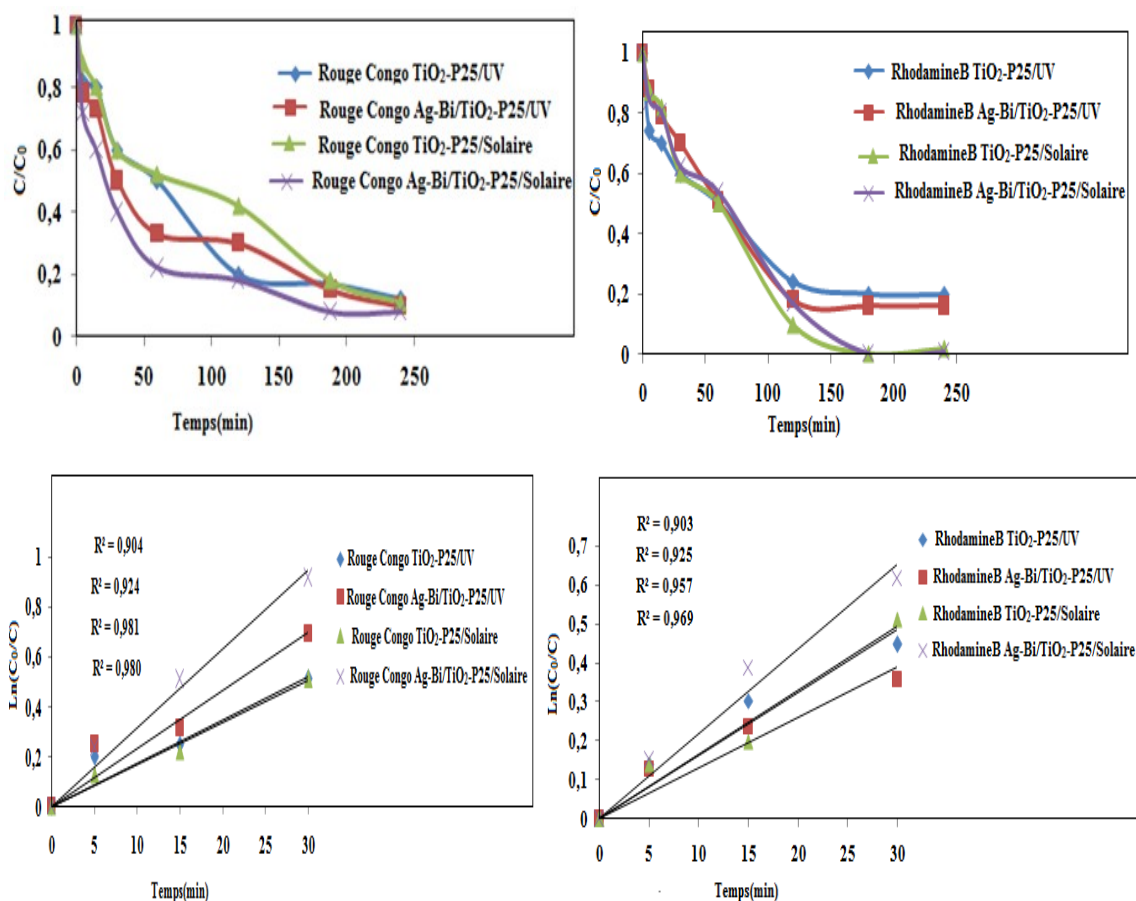 1
0,8
0,6
0,4
0,2
0
C/C₀
Rouge Congo TiO₂-P25/UV
Rouge Congo Ag-Bi/TiO₂-P25/UV
Rouge Congo TiO₂-P25/Solaire
Rouge Congo Ag-Bi/TiO₂-P25/Solaire
0 50 100 150 200 250
Temps(min)
1
0,8
0,6
0,4
0,2
0
C/C₀
RhodamineB TiO₂-P25/UV
RhodamineB Ag-Bi/TiO₂-P25/UV
RhodamineB TiO₂-P25/Solaire
RhodamineB Ag-Bi/TiO₂-P25/Solaire
0 50 100 150 200 250
Temps(min)
1
0,8
0,6
0,4
0,2
0
Ln(C₀/C)
R² = 0,904
R² = 0,924
R² = 0,981
R² = 0,980
Rouge Congo TiO₂-P25/UV
Rouge Congo Ag-Bi/TiO₂-P25/UV
Rouge Congo TiO₂-P25/Solaire
Rouge Congo Ag-Bi/TiO₂-P25/Solaire
0 5 15 20 15 25 30
Temps(min)
0,7
0,6
0,5
0,4
0,3
0,2
0,1
0
Ln(C₀/C)
R² = 0,903
R² = 0,925
R² = 0,957
R² = 0,969
RhodamineB TiO₂-P25/UV
RhodamineB Ag-Bi/TiO₂-P25/UV
RhodamineB TiO₂-P25/Solaire
RhodamineB Ag-Bi/TiO₂-P25/Solaire
0 5 10 15 20 25 30
Temps(min)